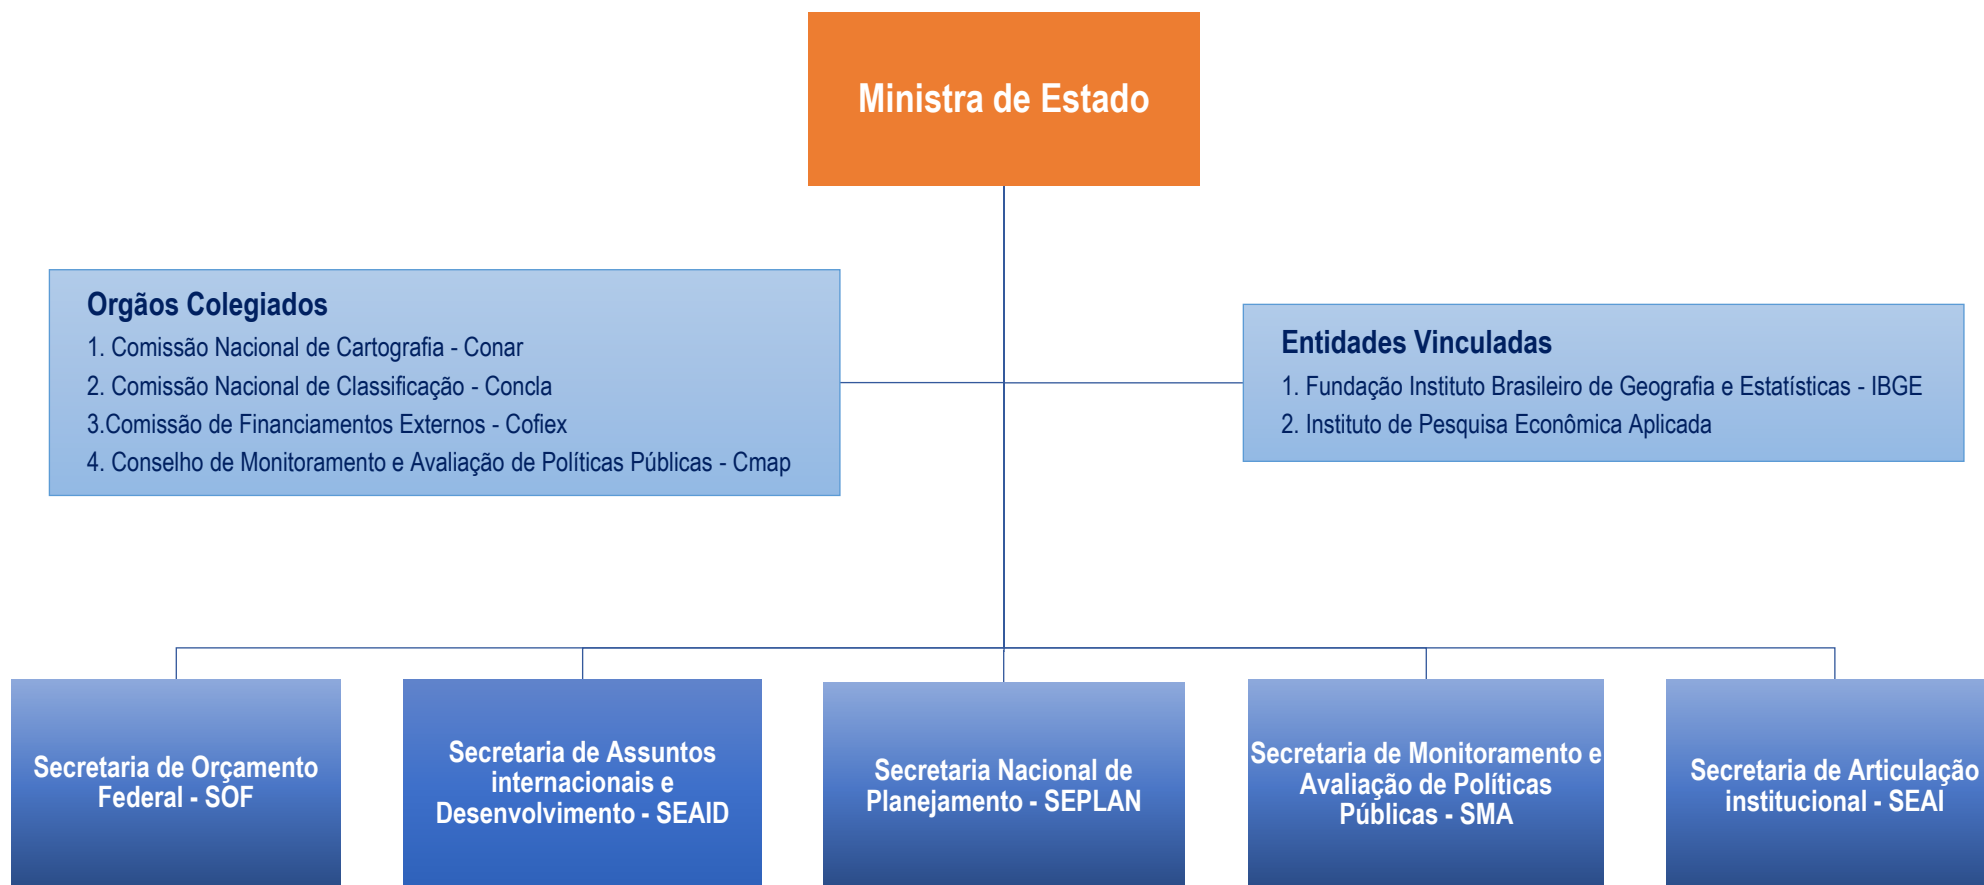 Ministra de Estado
Orgãos Colegiados
1. Comissão Nacional de Cartografia - Conar
2. Comissão Nacional de Classificação - Concla
3.Comissão de Financiamentos Externos - Cofiex
4. Conselho de Monitoramento e Avaliação de Políticas Públicas - Cmap
Entidades Vinculadas
1. Fundação Instituto Brasileiro de Geografia e Estatísticas - IBGE
2. Instituto de Pesquisa Econômica Aplicada
Secretaria de Orçamento
Federal - SOF
Secretaria de Assuntos
internacionais e
Desenvolvimento - SEAID
Secretaria Nacional de
Planejamento - SEPLAN
Secretaria de Monitoramento e
Avaliação de Políticas
Públicas - SMA
Secretaria de Articulação
institucional - SEAI